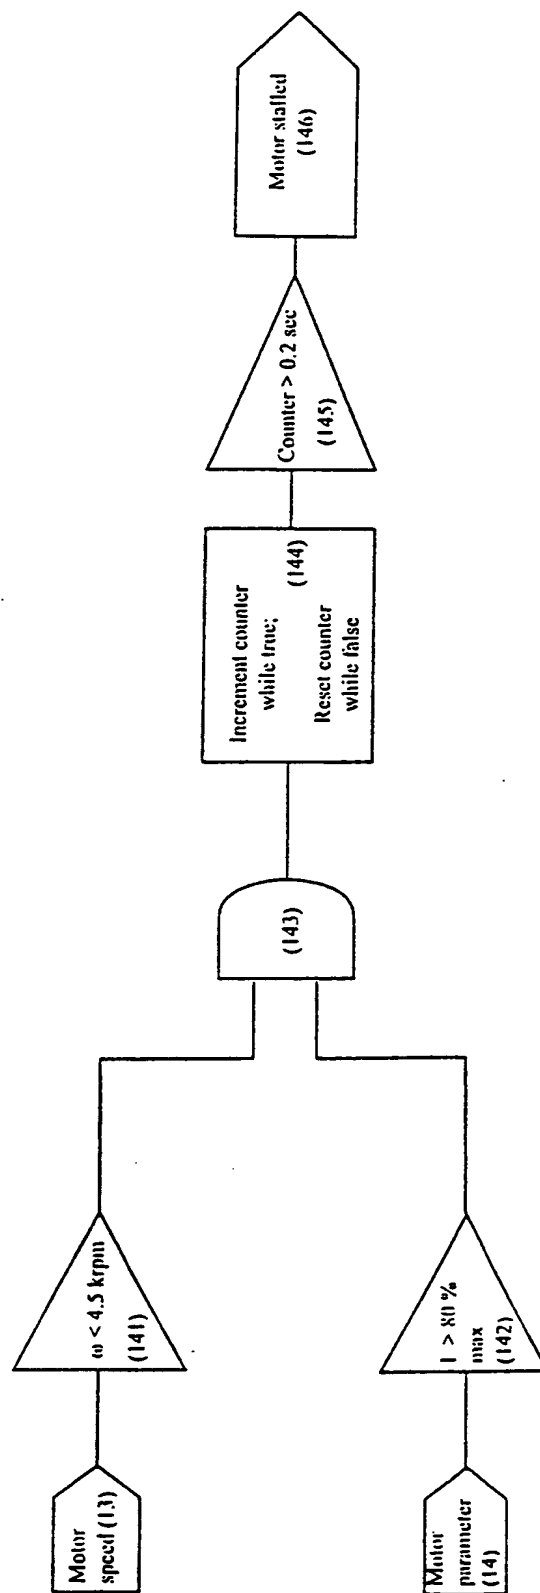 Motor
speed (13)
ω < 4.5 krpm
(141)
Motor
parameter
(14)
I > 80 %
max
(142)
(143)
Increment counter
while true;
(144)
Reset counter
while false
Counter > 0.2 sec
(145)
Motor stalled
(146)